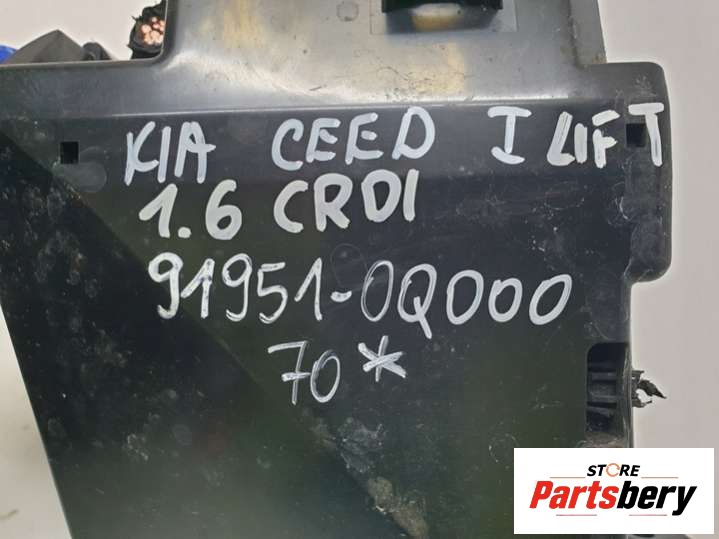 KIA CEED I LIFT
1.6 CRDI
91951-0Q000
70*
STORE
Partsbery